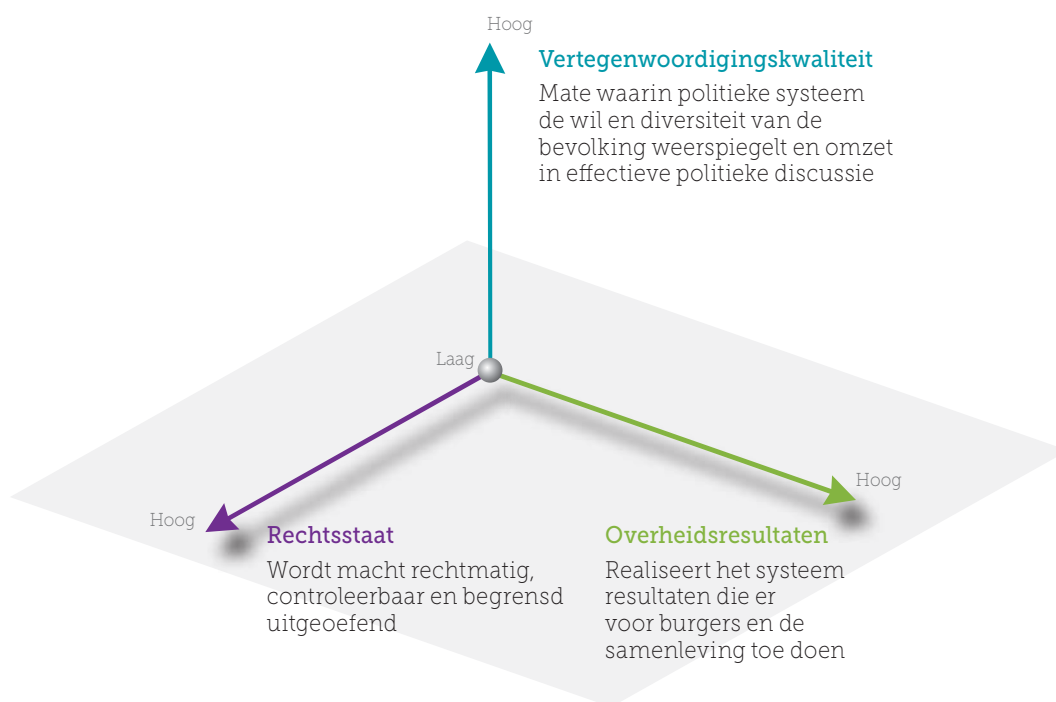 Hoog
Vertegenwoordigingskwaliteit
Mate waarin politieke systeem
de wil en diversiteit van de
bevolking weerspiegelt en omzet
in effectieve politieke discussie
Laag
Hoog
Rechtsstaat
Wordt macht rechtmatig,
controleerbaar en begrensd
uitgeoefend
Hoog
Overheidsresultaten
Realiseert het systeem
resultaten die er
voor burgers en de
samenleving toe doen